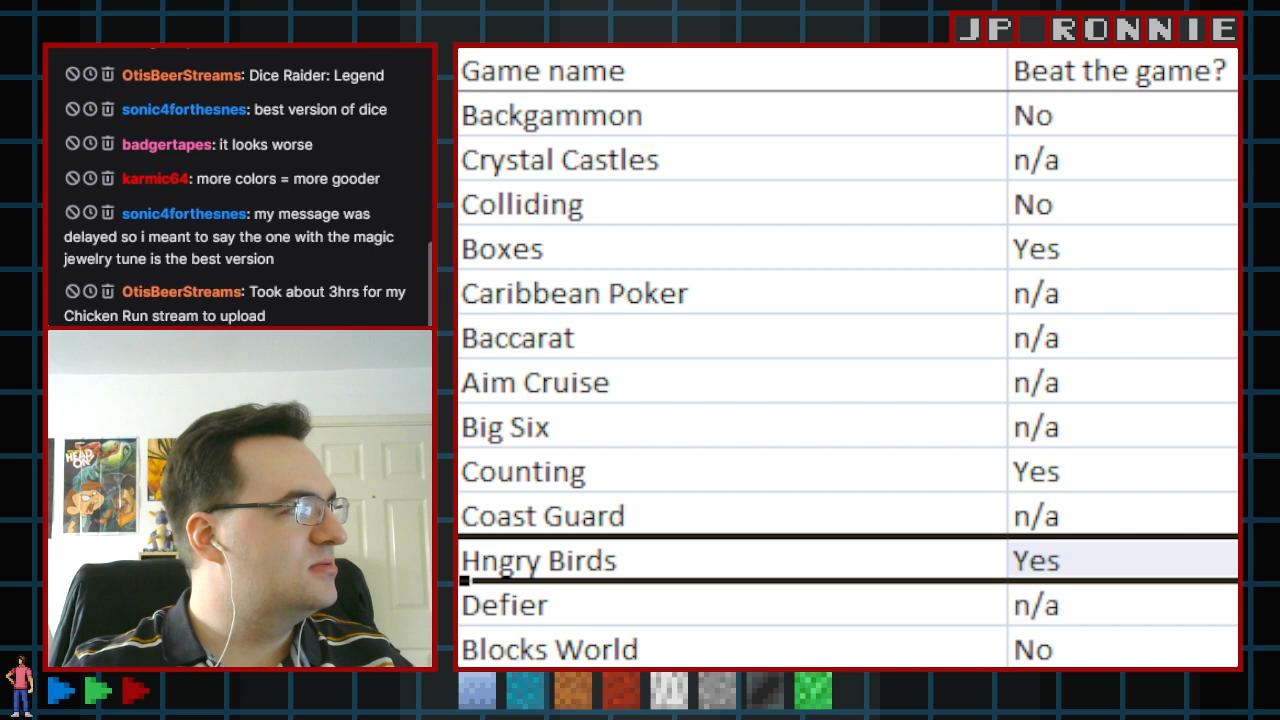 JP RONNIE
OtisBeerStreams: Dice Raider: Legend
sonic4forthesnes: best version of dice
badgertapes: it looks worse
karmic64: more colors = more gooder
sonic4forthesnes: my message was
delayed so i meant to say the one with the magic
jewelry tune is the best version
OtisBeerStreams: Took about 3hrs for my
Chicken Run stream to upload
HEAD ON
Game name Beat the game?
Backgammon No
Crystal Castles n/a
Colliding No
Boxes Yes
Caribbean Poker n/a
Baccarat n/a
Aim Cruise n/a
Big Six n/a
Counting Yes
Coast Guard n/a
Hngry Birds Yes
Defier n/a
Blocks World No